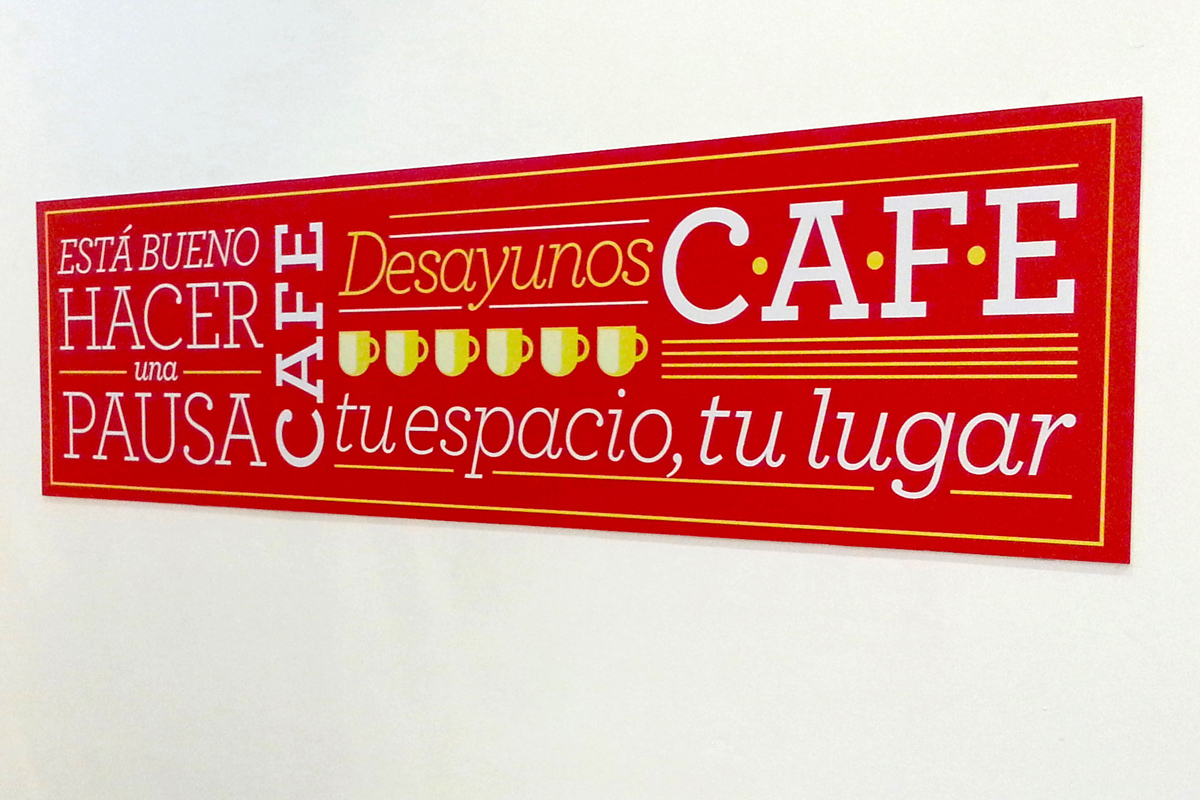 ESTÁ BUENO
HACER
una
PAUSA
CAFE
Desayunos
C·A·F·E
tu espacio, tu lugar